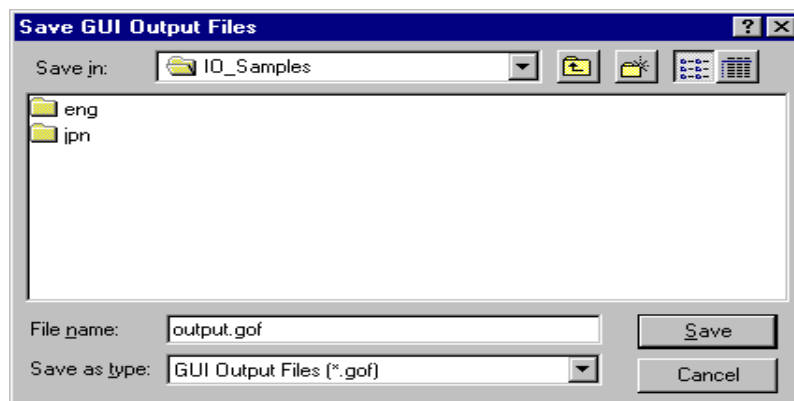 Save GUI Output Files
Save in: IO_Samples
eng
jpn
File name: output.gof Save
Save as type: GUI Output Files (*.gof) Cancel